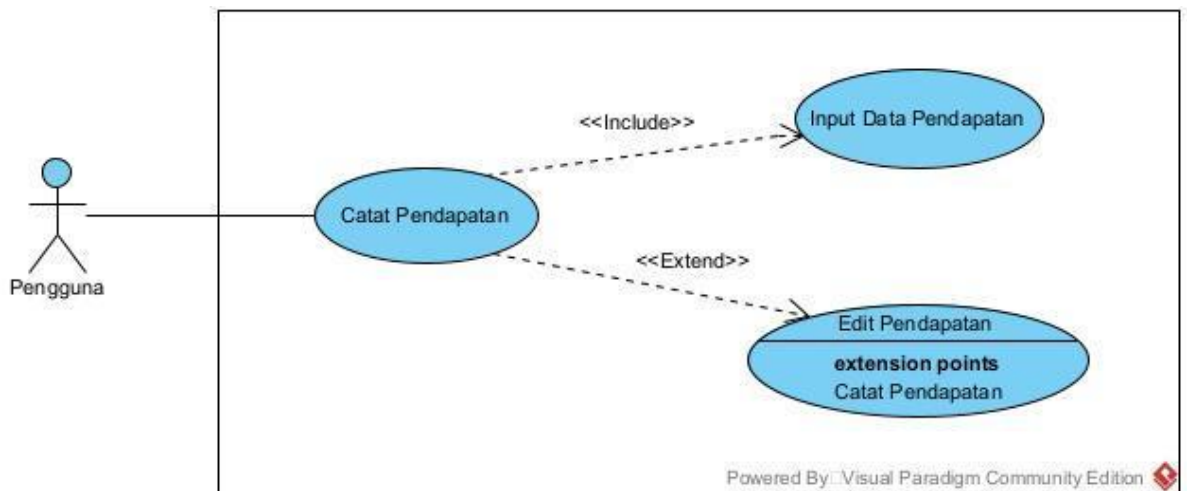 <<Include>>
Input Data Pendapatan
Catat Pendapatan
Pengguna
<<Extend>>
Edit Pendapatan
extension points
Catat Pendapatan
Powered By Visual Paradigm Community Edition